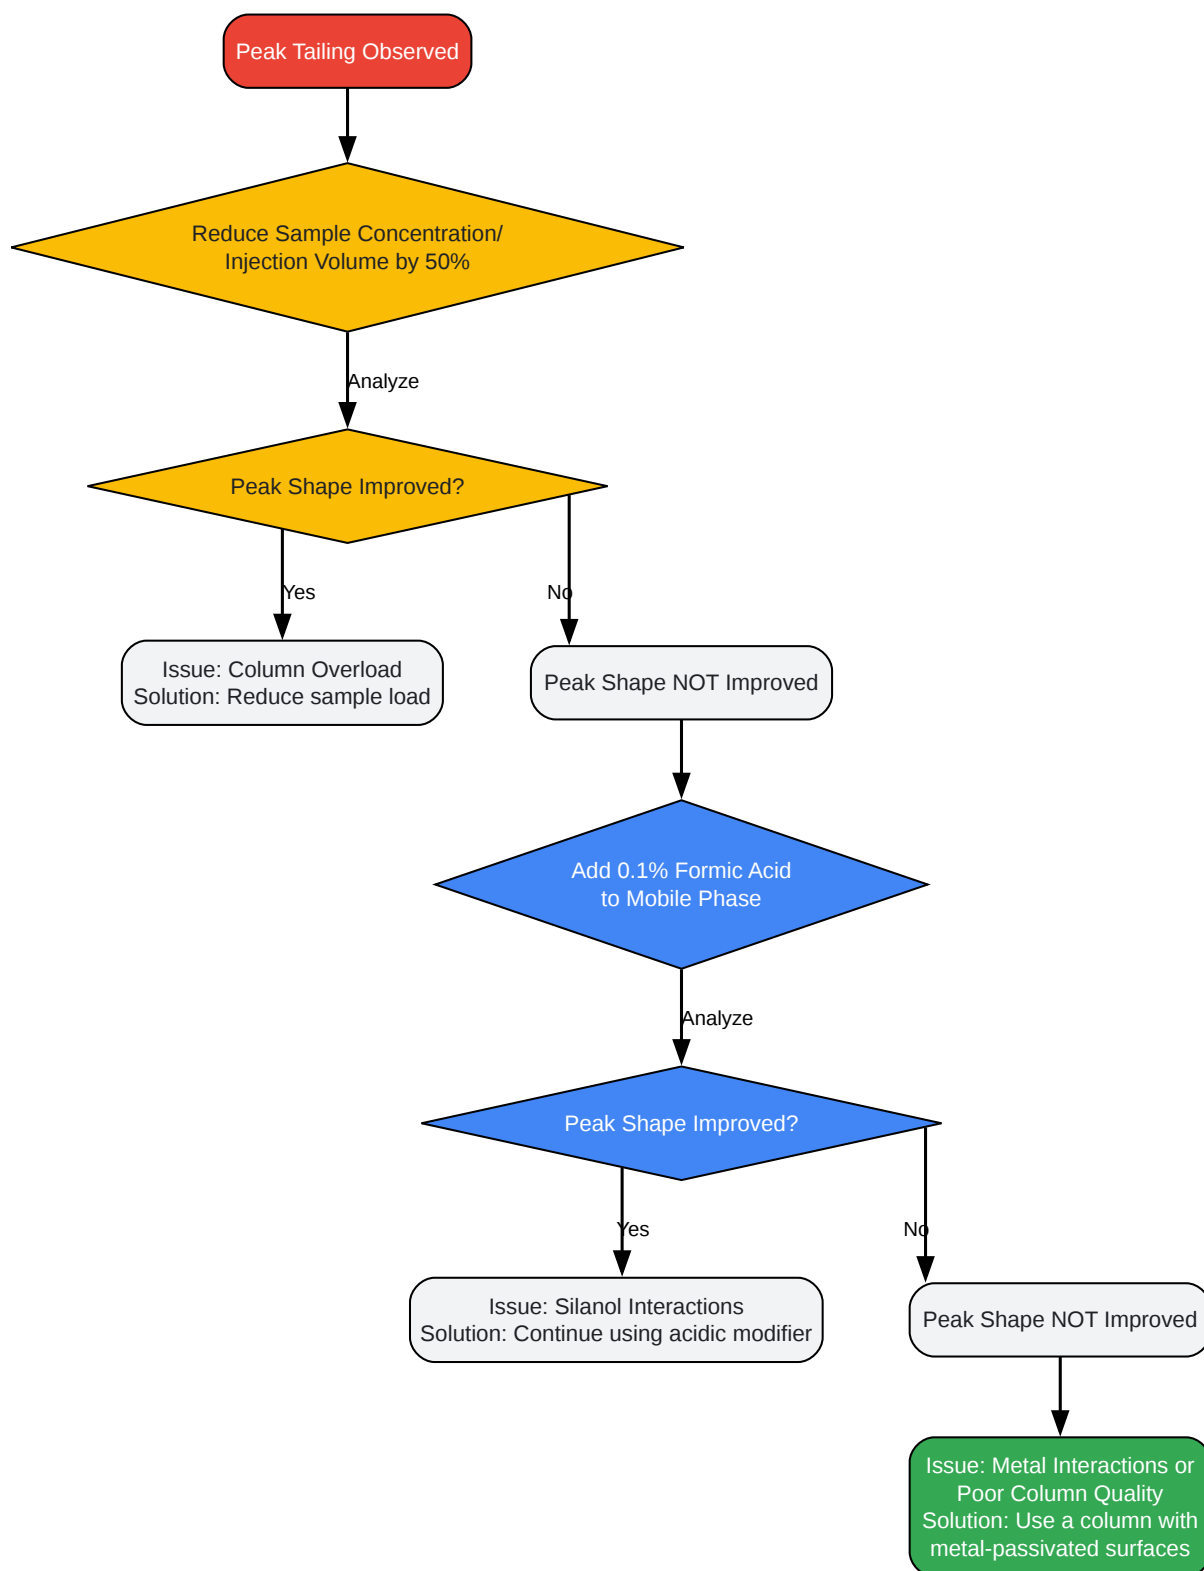 Peak Tailing Observed
Reduce Sample Concentration/
Injection Volume by 50%
Analyze
Peak Shape Improved?
Yes
No
Issue: Column Overload
Solution: Reduce sample load
Peak Shape NOT Improved
Add 0.1% Formic Acid
to Mobile Phase
Analyze
Peak Shape Improved?
Yes
No
Issue: Silanol Interactions
Solution: Continue using acidic modifier
Peak Shape NOT Improved
Issue: Metal Interactions or
Poor Column Quality
Solution: Use a column with
metal-passivated surfaces